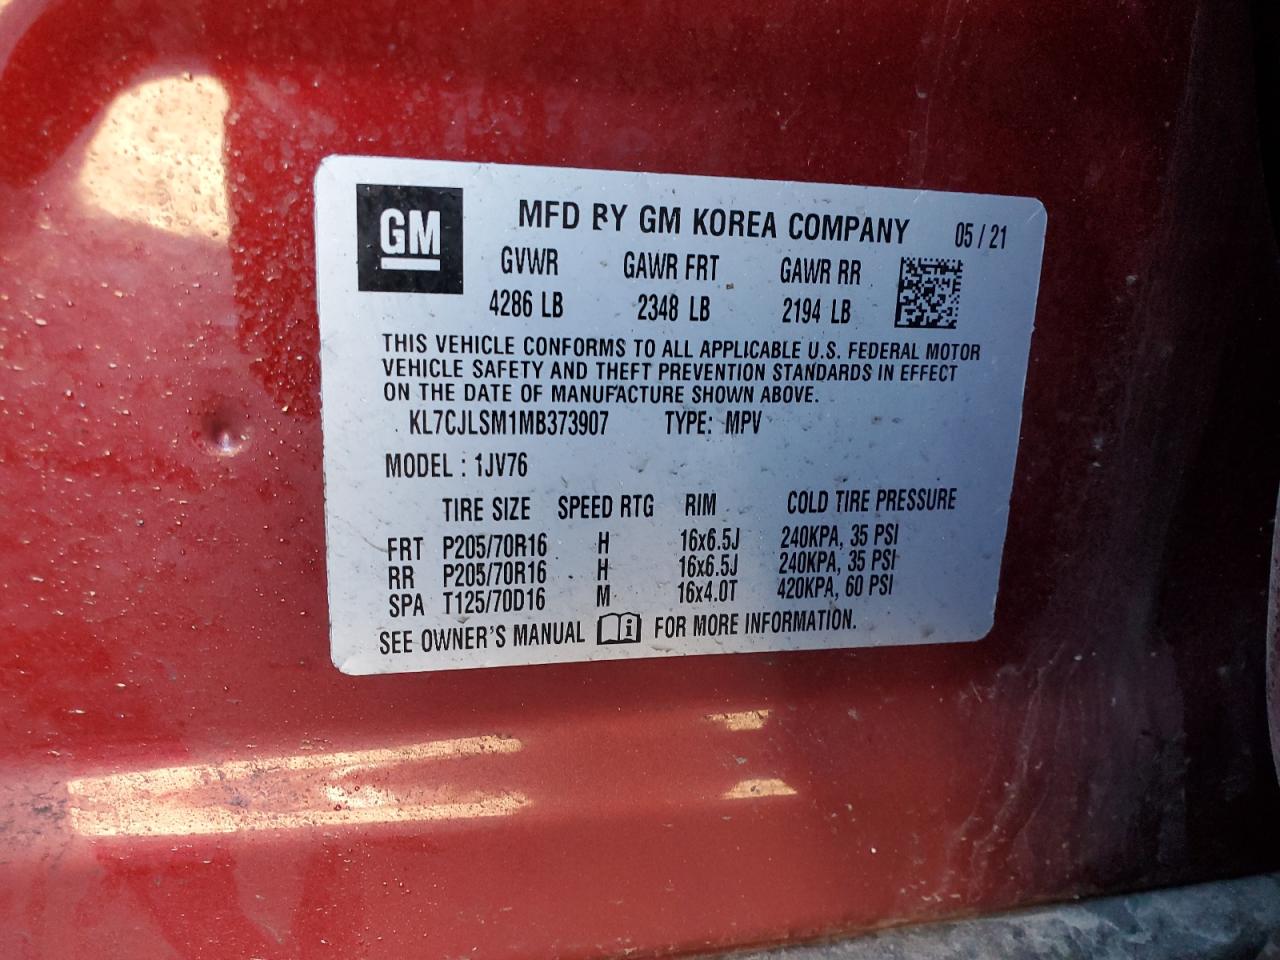 GM
MFD BY GM KOREA COMPANY 05 / 21
GVWR GAWR FRT GAWR RR
4286 LB 2348 LB 2194 LB
THIS VEHICLE CONFORMS TO ALL APPLICABLE U.S. FEDERAL MOTOR
VEHICLE SAFETY AND THEFT PREVENTION STANDARDS IN EFFECT
ON THE DATE OF MANUFACTURE SHOWN ABOVE.
KL7CJLSM1MB373907 TYPE: MPV
MODEL : 1JV76
TIRE SIZE SPEED RTG RIM COLD TIRE PRESSURE
FRT P205/70R16 H 16x6.5J 240KPA, 35 PSI
RR P205/70R16 H 16x6.5J 240KPA, 35 PSI
SPA T125/70D16 M 16x4.0T 420KPA, 60 PSI
SEE OWNER'S MANUAL i FOR MORE INFORMATION.